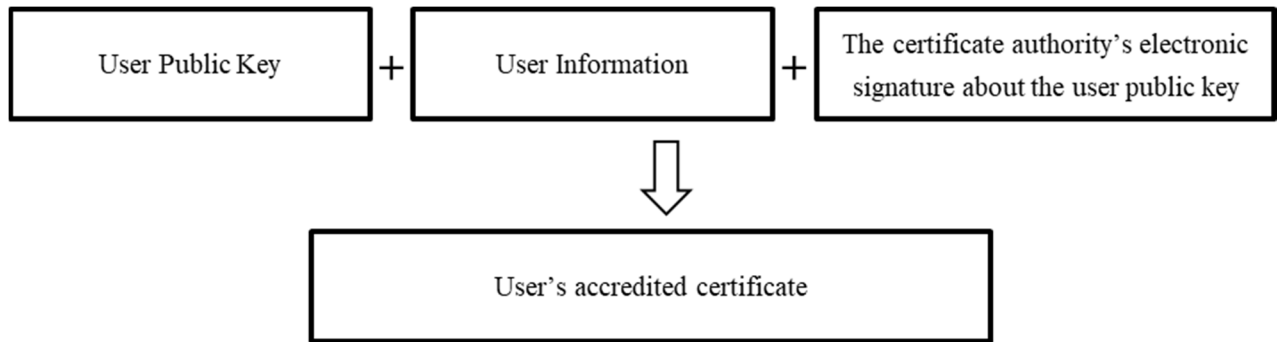 User Public Key
+
User Information
+
The certificate authority’s electronic
signature about the user public key
User’s accredited certificate